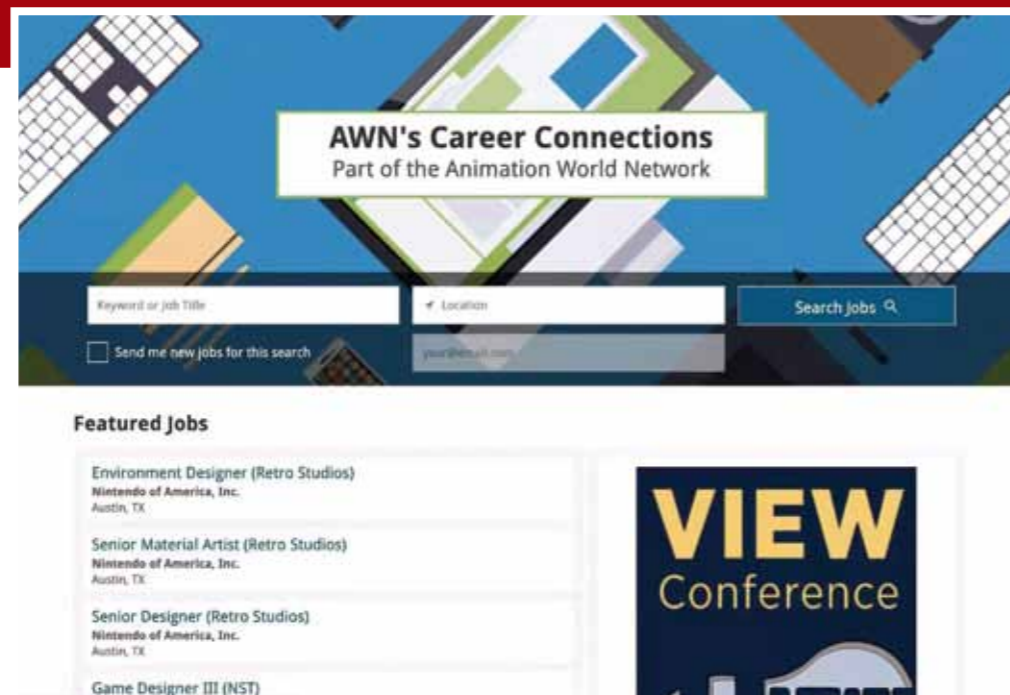 AWN's Career Connections
Part of the Animation World Network
Keyword or Job Title
Location
Search Jobs
Send me new jobs for this search
your@email.com
Featured Jobs
Environment Designer (Retro Studios)
Nintendo of America, Inc.
Austin, TX
Senior Material Artist (Retro Studios)
Nintendo of America, Inc.
Austin, TX
Senior Designer (Retro Studios)
Nintendo of America, Inc.
Austin, TX
Game Designer III (NST)
VIEW
Conference